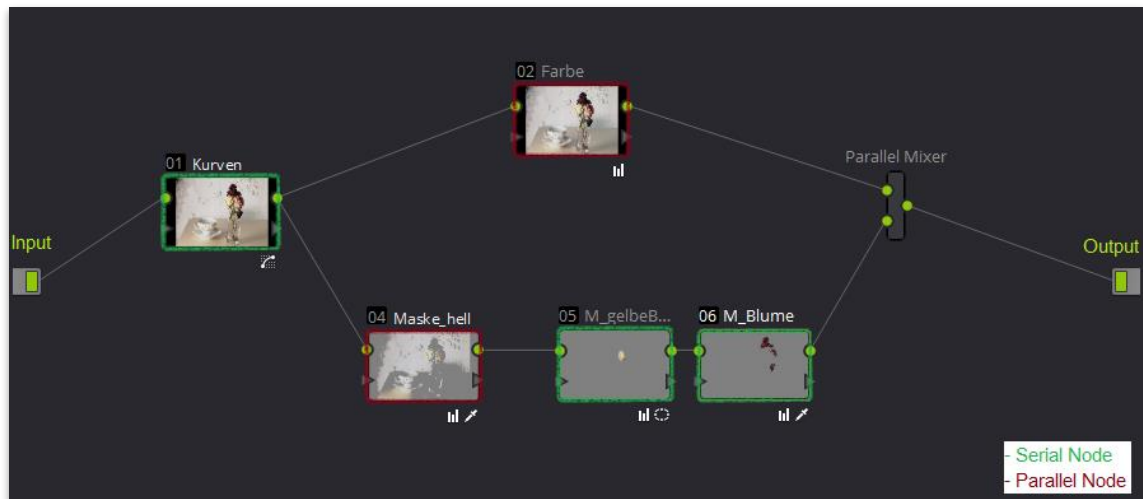 02 Farbe
01 Kurven
Parallel Mixer
Input
Output
04 Maske_hell
05 M_gelbeB...
06 M_Blume
- Serial Node
- Parallel Node